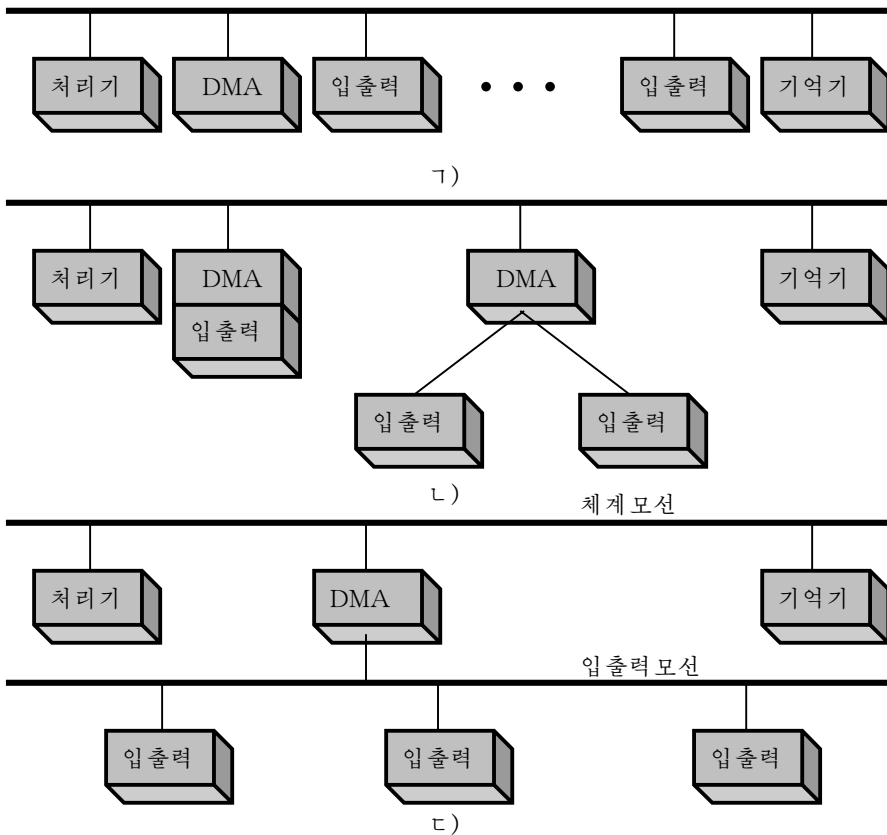 처리기 DMA 입출력 • • • 입출력 기억기
ㄱ)
처리기 DMA DMA 기억기
입출력
입출력 입출력
ㄴ)
체계모선
처리기 DMA 기억기
입출력모선
입출력 입출력 입출력
ㄷ)